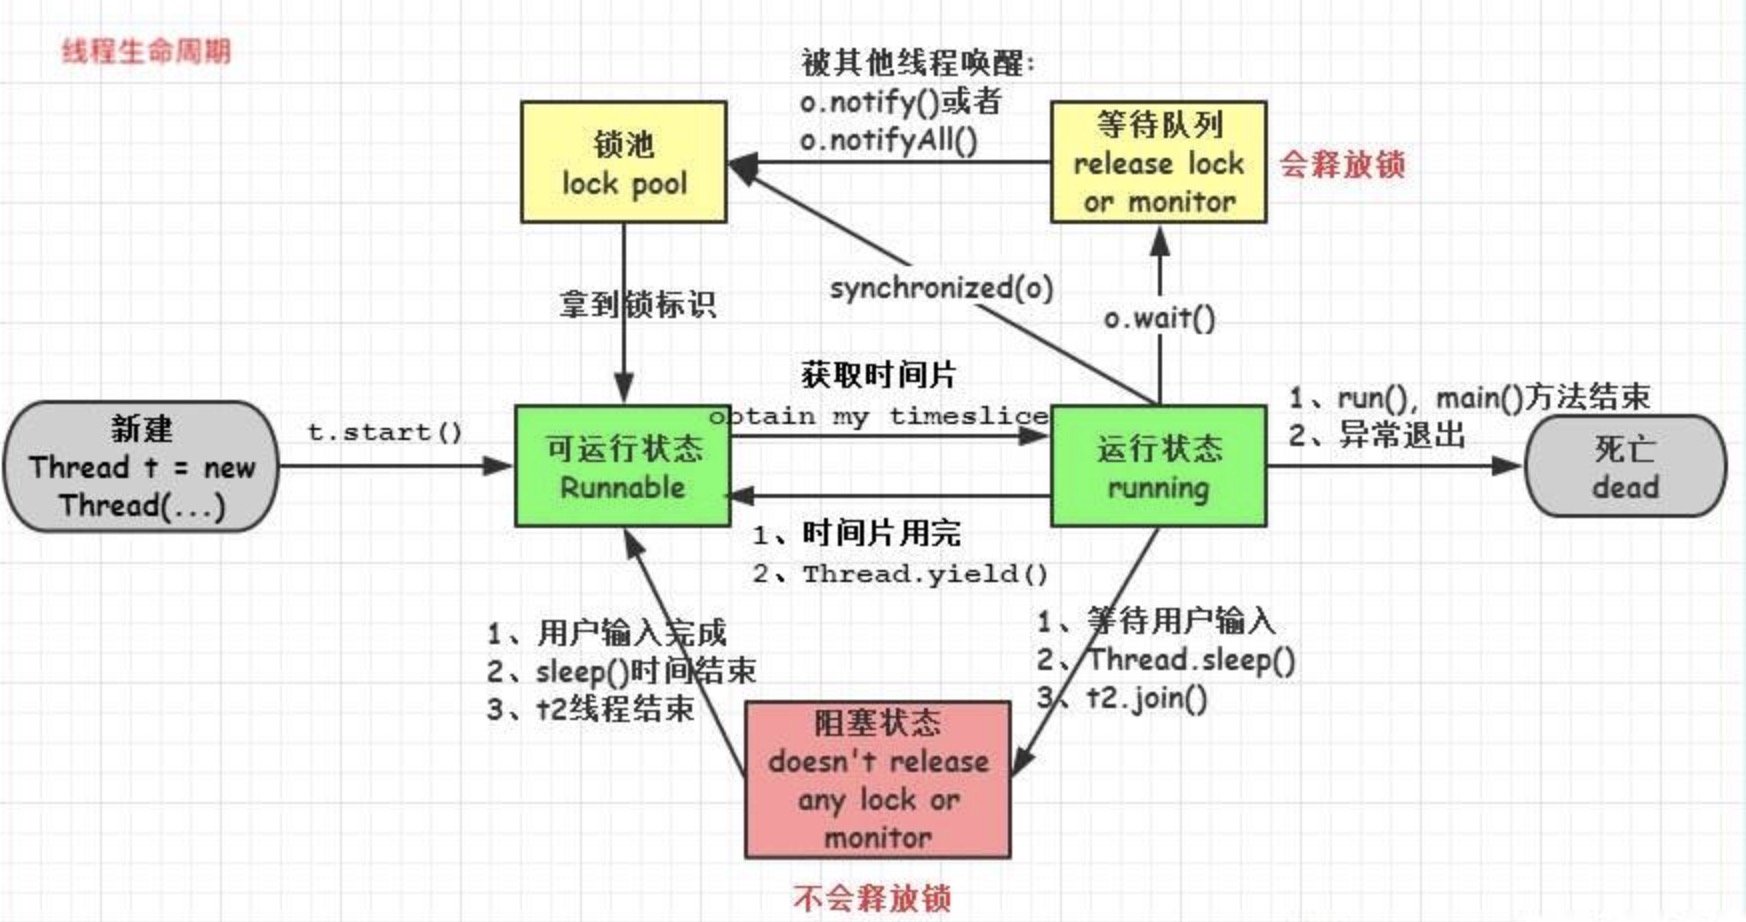 线程生命周期
被其他线程唤醒:
o.notify()或者
o.notifyAll()
锁池
lock pool
等待队列
release lock
or monitor
会释放锁
拿到锁标识
synchronized(o)
o.wait()
新建
Thread t = new
Thread(...)
t.start()
可运行状态
Runnable
获取时间片
obtain my timeslice
运行状态
running
1、run(), main()方法结束
2、异常退出
死亡
dead
1、时间片用完
2、Thread.yield()
1、用户输入完成
2、sleep()时间结束
3、t2线程结束
1、等待用户输入
2、Thread.sleep()
3、t2.join()
阻塞状态
doesn't release
any lock or
monitor
不会释放锁